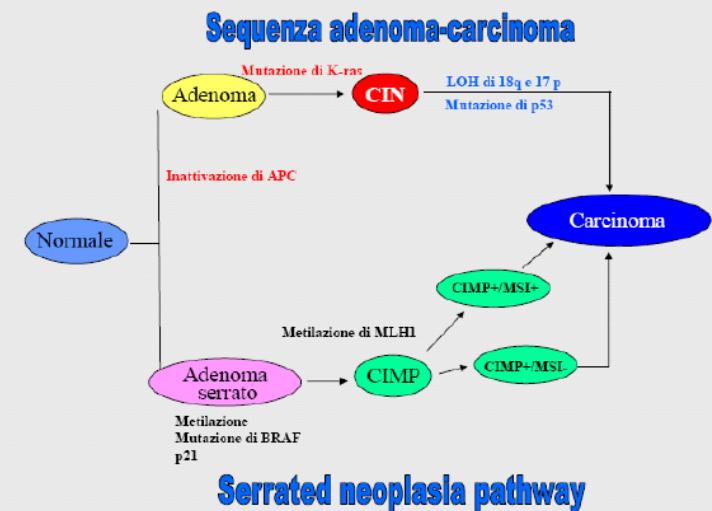 Sequenza adenoma-carcinoma
Mutazione di K-ras
Adenoma
CIN
LOH di 18q e 17 p
Mutazione di p53
Inattivazione di APC
Normale
Carcinoma
CIMP+/MSI+
Metilazione di MLH1
Adenoma
serrato
CIMP
CIMP+/MSI-
Metilazione
Mutazione di BRAF
p21
Serrated neoplasia pathway